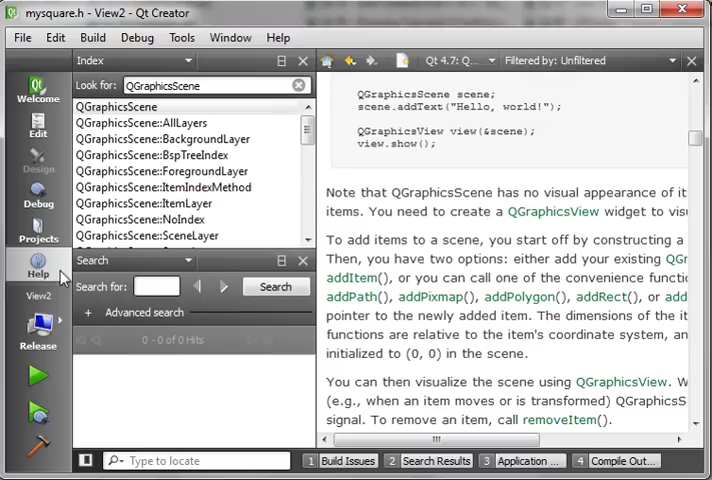 mysquare.h - View2 - Qt Creator
File Edit Build Debug Tools Window Help
Welcome
Edit
Design
Debug
Projects
Help
View2
Release
Index
Look for: QGraphicsScene
QGraphicsScene
QGraphicsScene::AllLayers
QGraphicsScene::BackgroundLayer
QGraphicsScene::BspTreeIndex
QGraphicsScene::ForegroundLayer
QGraphicsScene::ItemIndexMethod
QGraphicsScene::ItemLayer
QGraphicsScene::NoIndex
QGraphicsScene::SceneLayer
Search
Search for: Search
+ Advanced search
0 - 0 of 0 Hits
Qt 4.7: Q... Filtered by: Unfiltered
QGraphicsScene scene;
scene.addText("Hello, world!");
QGraphicsView view(&scene);
view.show();
Note that QGraphicsScene has no visual appearance of it
items. You need to create a QGraphicsView widget to visu
To add items to a scene, you start off by constructing a
Then, you have two options: either add your existing QGr
addItem(), or you can call one of the convenience functi
addPath(), addPixmap(), addPolygon(), addRect(), or add
pointer to the newly added item. The dimensions of the it
functions are relative to the item's coordinate system, an
initialized to (0, 0) in the scene.
You can then visualize the scene using QGraphicsView. W
(e.g., when an item moves or is transformed) QGraphicsS
signal. To remove an item, call removeItem().
Type to locate
1 Build Issues 2 Search Results 3 Application ... 4 Compile Out...